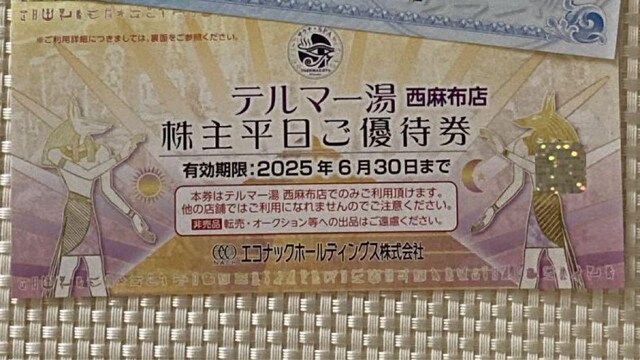 ※ご利用詳細につきましては、裏面をご参照ください。
テルマー湯 西麻布店
株主平日ご優待券
有効期限:2025年6月30日まで
本券はテルマー湯 西麻布店でのみご利用頂けます。
他の店舗ではご利用になれませんのでご注意ください。
非売品 転売・オークション等への出品はご遠慮ください。
エコナックホールディングス株式会社